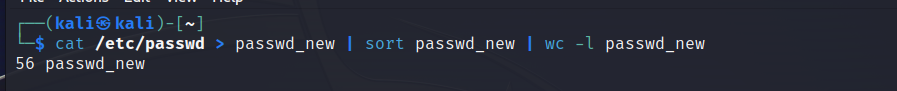 ┌──(kali㉿kali)-[~]
└─$ cat /etc/passwd > passwd_new | sort passwd_new | wc -l passwd_new
56 passwd_new